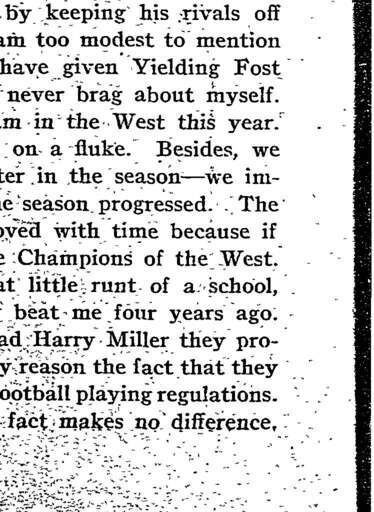 by keeping his rivals off
am too modest to mention
have given Yielding Fost
never brag about myself.
in the West this year.
on a fluke. Besides, we
ter in the season—we im-
season progressed. The
oved with time because if
Champions of the West.
at little runt of a school,
beat me four years ago.
ad Harry Miller they pro-
y reason the fact that they
ootball playing regulations.
fact makes no difference,